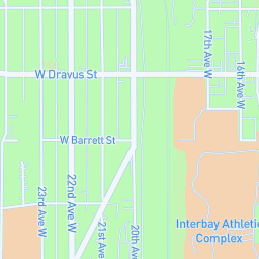 17th Ave W
16th Ave W
W Dravus St
W Barrett St
23rd Ave W
22nd Ave W
21st Ave
20th Ave
Interbay Athletic
Complex